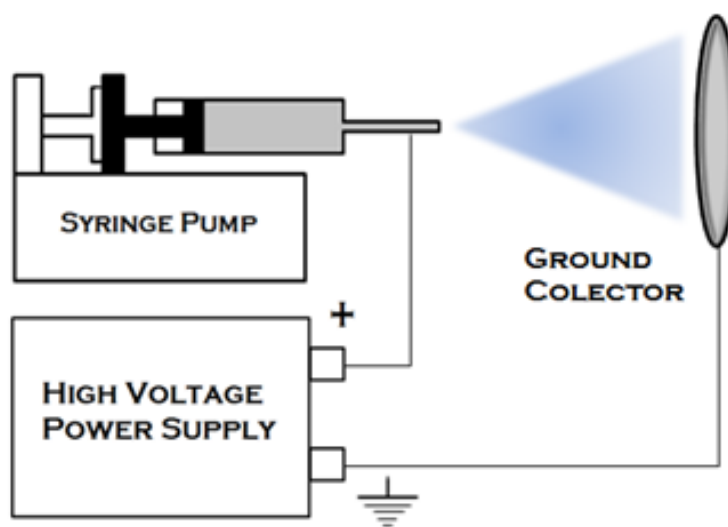 SYRINGE PUMP
GROUND
COLECTOR
+
HIGH VOLTAGE
POWER SUPPLY